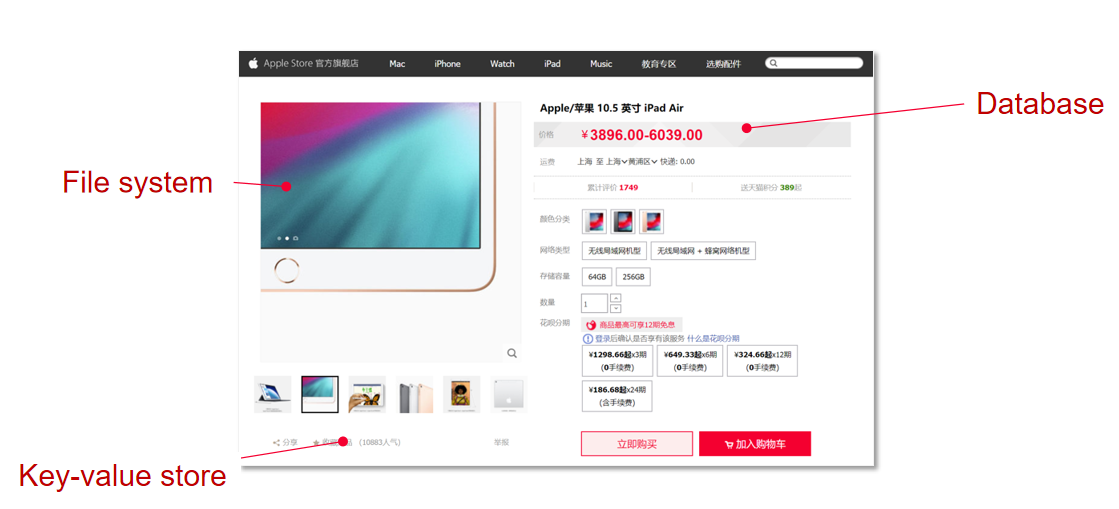 Apple Store 官方旗舰店 Mac iPhone Watch iPad Music 教育专区 选购配件
Database
Apple/苹果 10.5 英寸 iPad Air
价格 ¥3896.00-6039.00
运费 上海 至 上海 黄浦区 快递: 0.00
File system
累计评价 1749 送天猫积分 389起
颜色分类
网络类型 无线局域网机型 无线局域网 + 蜂窝网络机型
存储容量 64GB 256GB
数量 1
花呗分期 商品最高可享12期免息
登录后确认是否享有该服务 什么是花呗分期
¥1298.66起x3期 ¥649.33起x6期 ¥324.66起x12期
(0手续费) (0手续费) (0手续费)
¥186.68起x24期
(含手续费)
分享 (10883人气) 举报 立即购买 加入购物车
Key-value store